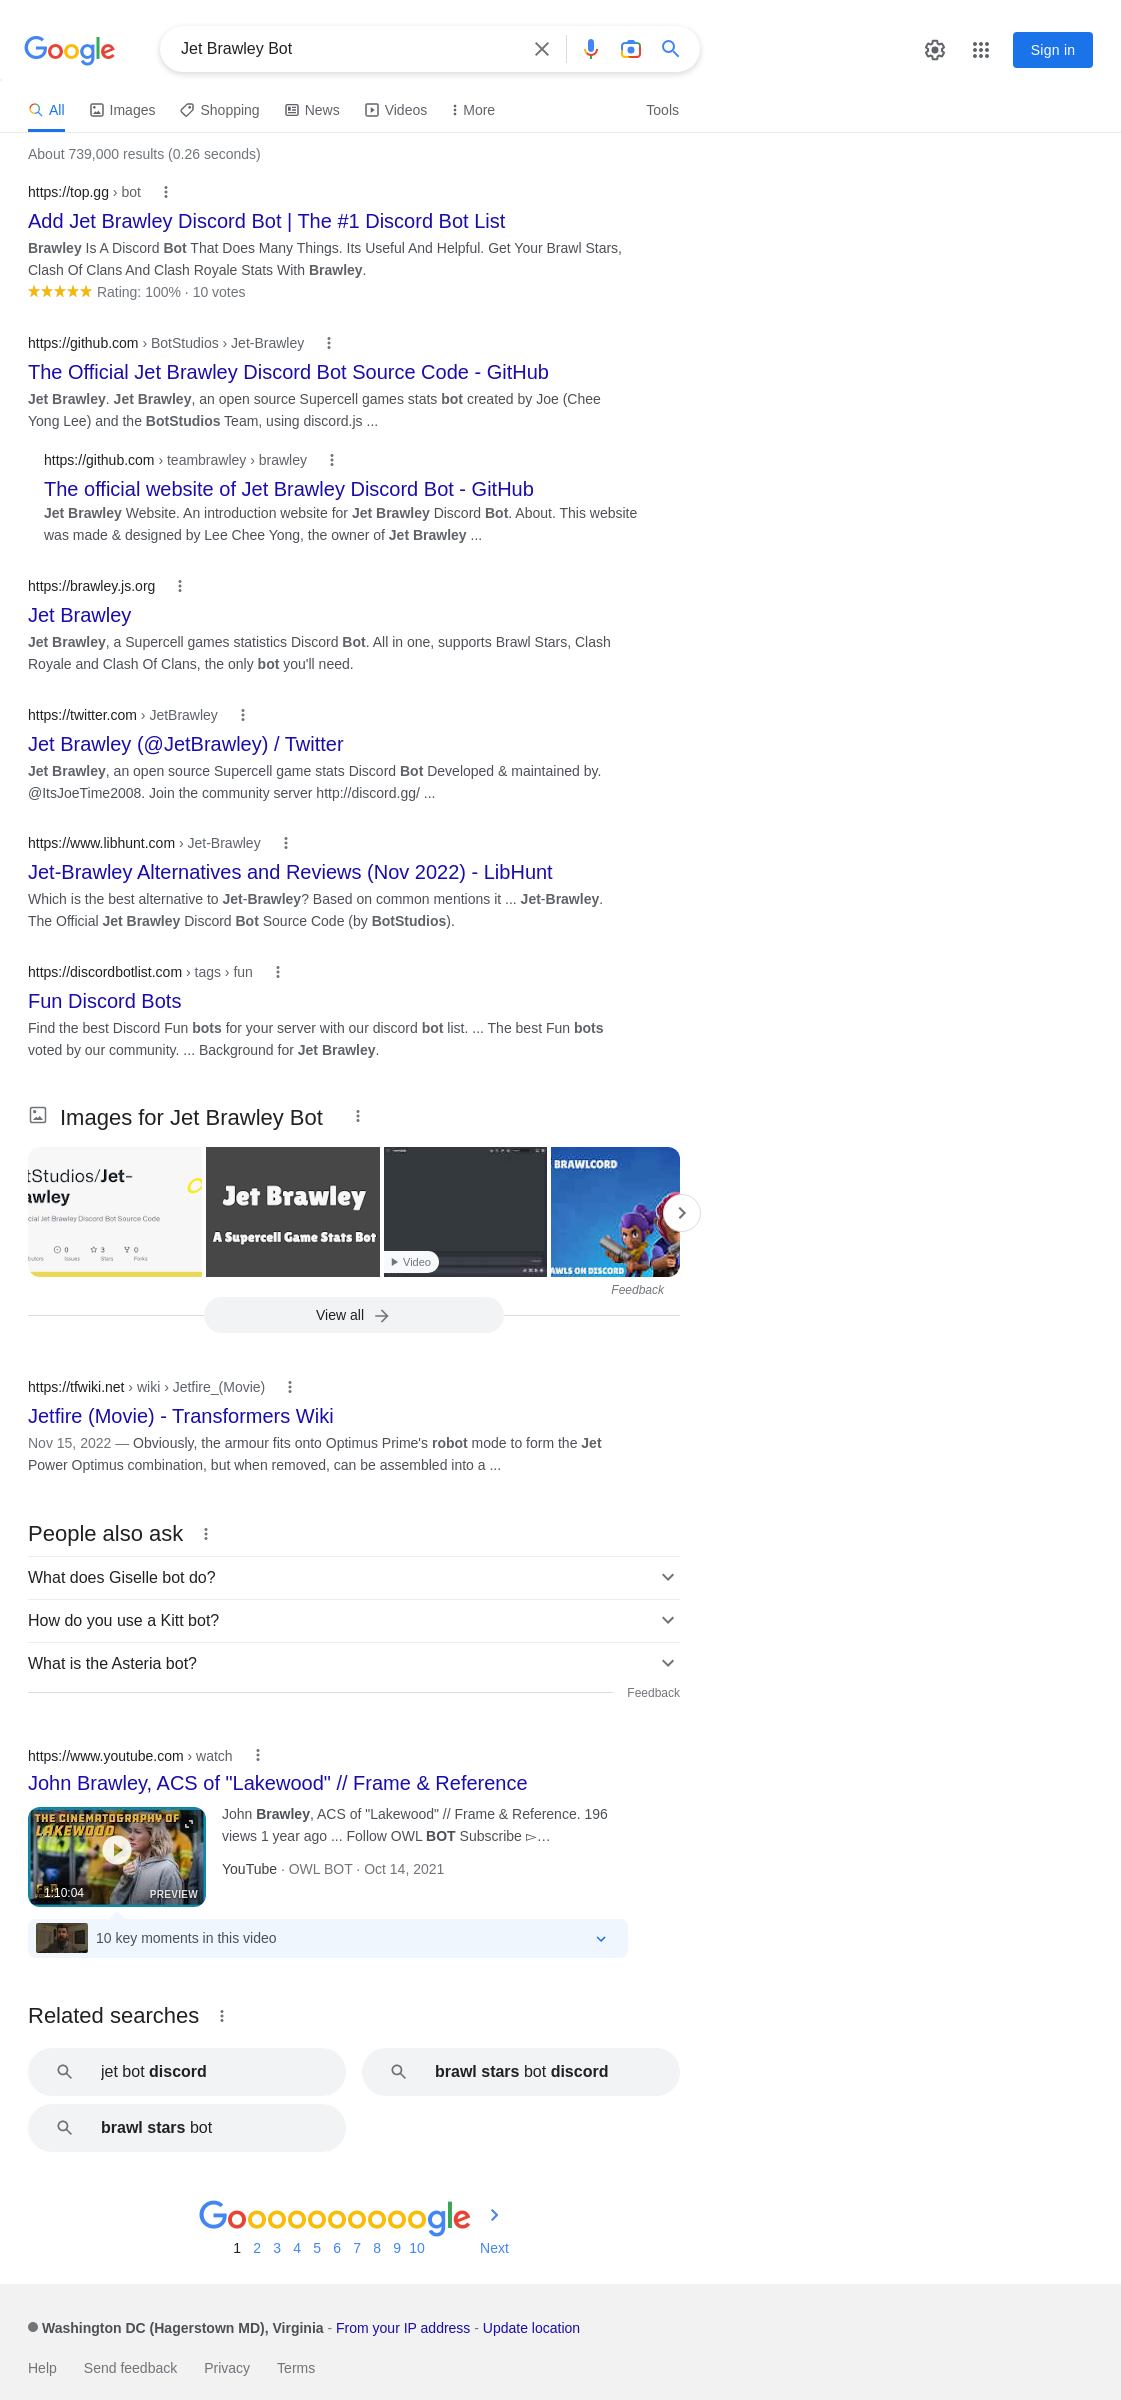 Google
Jet Brawley Bot
Sign in
All
Images
Shopping
News
Videos
More
Tools
About 739,000 results (0.26 seconds)
https://top.gg › bot
Add Jet Brawley Discord Bot | The #1 Discord Bot List
Brawley Is A Discord Bot That Does Many Things. Its Useful And Helpful. Get Your Brawl Stars,
Clash Of Clans And Clash Royale Stats With Brawley.
Rating: 100% · 10 votes
https://github.com › BotStudios › Jet-Brawley
The Official Jet Brawley Discord Bot Source Code - GitHub
Jet Brawley. Jet Brawley, an open source Supercell games stats bot created by Joe (Chee
Yong Lee) and the BotStudios Team, using discord.js ...
https://github.com › teambrawley › brawley
The official website of Jet Brawley Discord Bot - GitHub
Jet Brawley Website. An introduction website for Jet Brawley Discord Bot. About. This website
was made & designed by Lee Chee Yong, the owner of Jet Brawley ...
https://brawley.js.org
Jet Brawley
Jet Brawley, a Supercell games statistics Discord Bot. All in one, supports Brawl Stars, Clash
Royale and Clash Of Clans, the only bot you'll need.
https://twitter.com › JetBrawley
Jet Brawley (@JetBrawley) / Twitter
Jet Brawley, an open source Supercell game stats Discord Bot Developed & maintained by.
@ItsJoeTime2008. Join the community server http://discord.gg/ ...
https://www.libhunt.com › Jet-Brawley
Jet-Brawley Alternatives and Reviews (Nov 2022) - LibHunt
Which is the best alternative to Jet-Brawley? Based on common mentions it ... Jet-Brawley.
The Official Jet Brawley Discord Bot Source Code (by BotStudios).
https://discordbotlist.com › tags › fun
Fun Discord Bots
Find the best Discord Fun bots for your server with our discord bot list. ... The best Fun bots
voted by our community. ... Background for Jet Brawley.
Images for Jet Brawley Bot
tStudios/Jet-
awley
cial Jet Brawley Discord Bot Source Code
0
3
0
butors
Issues
Stars
Forks
Jet Brawley
A Supercell Game Stats Bot
Video
BRAWLCORD
AWLS ON DISCORD
Feedback
View all
https://tfwiki.net › wiki › Jetfire_(Movie)
Jetfire (Movie) - Transformers Wiki
Nov 15, 2022 — Obviously, the armour fits onto Optimus Prime's robot mode to form the Jet
Power Optimus combination, but when removed, can be assembled into a ...
People also ask
What does Giselle bot do?
How do you use a Kitt bot?
What is the Asteria bot?
Feedback
https://www.youtube.com › watch
John Brawley, ACS of "Lakewood" // Frame & Reference
THE CINEMATOGRAPHY OF
LAKEWOOD
1:10:04
PREVIEW
John Brawley, ACS of "Lakewood" // Frame & Reference. 196
views 1 year ago ... Follow OWL BOT Subscribe ▻…
YouTube · OWL BOT · Oct 14, 2021
10 key moments in this video
Related searches
jet bot discord
brawl stars bot discord
brawl stars bot
Goooooooooogle
1 2 3 4 5 6 7 8 9 10 Next
Washington DC (Hagerstown MD), Virginia - From your IP address - Update location
Help Send feedback Privacy Terms